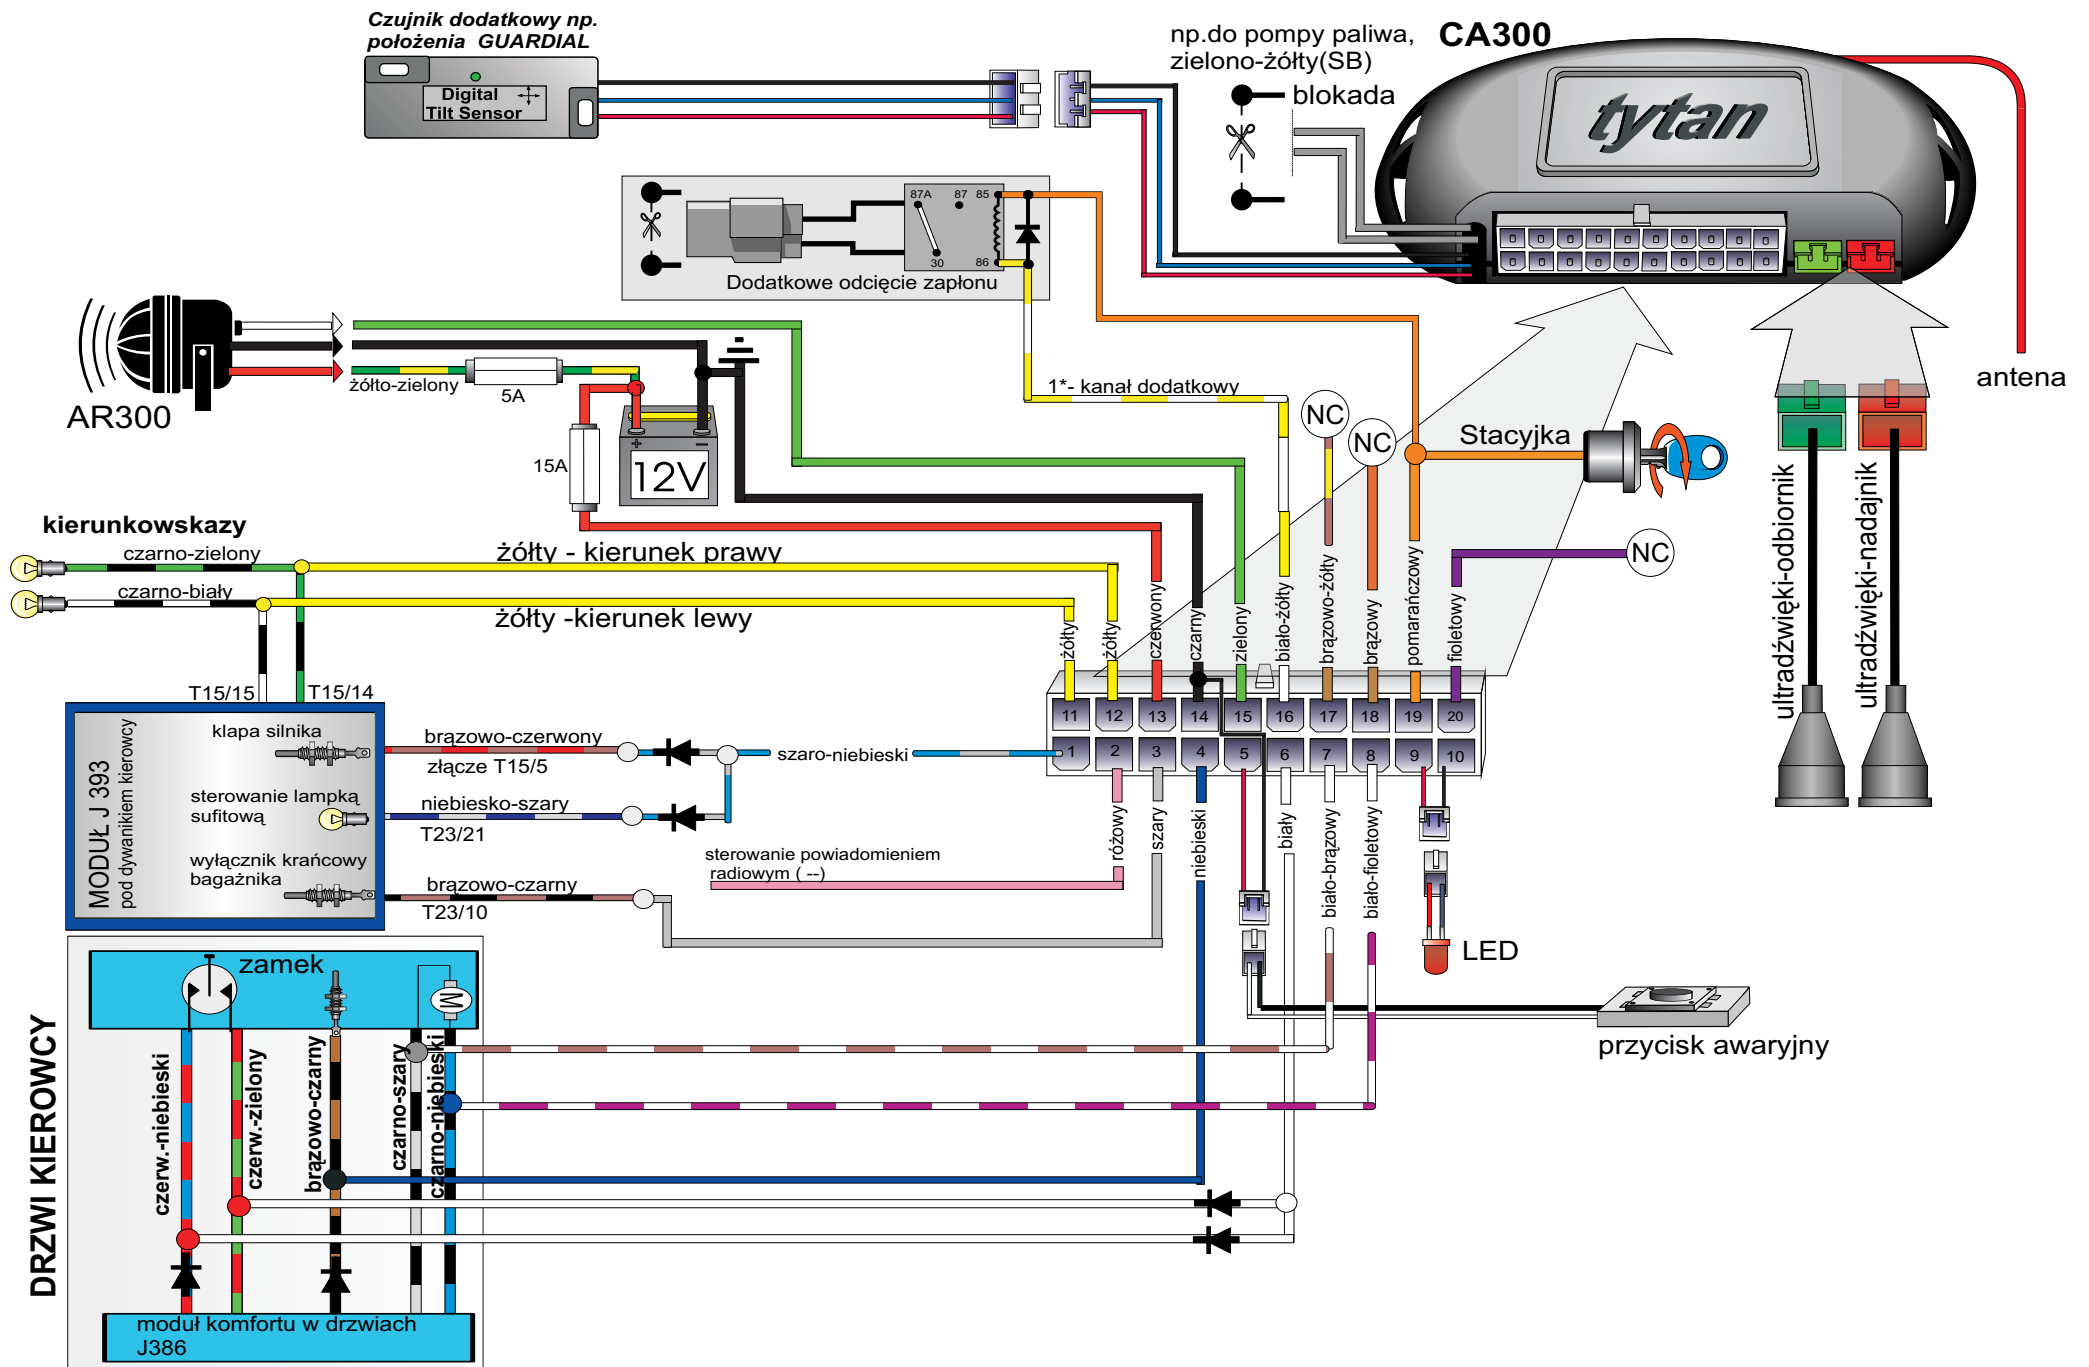 Czujnik dodatkowy np.
położenia GUARDIAL
Digital
Tilt Sensor
np.do pompy paliwa,
zielono-żółty(SB)
blokada
CA300
tytan
antena
87A 87 85
30 86
Dodatkowe odcięcie zapłonu
AR300
żółto-zielony
5A
15A
+ −
12V
1*- kanał dodatkowy
NC
NC
Stacyjka
NC
ultradźwięki-odbiornik
ultradźwięki-nadajnik
kierunkowskazy
czarno-zielony
czarno-biały
żółty - kierunek prawy
żółty -kierunek lewy
T15/15
T15/14
żółty
żółty
czerwony
czarny
zielony
biało-żółty
brązowo-żółty
brązowy
pomarańczowy
fioletowy
11 12 13 14 15 16 17 18 19 20
1 2 3 4 5 6 7 8 9 10
MODUŁ J 393
pod dywanikiem kierowcy
klapa silnika
sterowanie lampką
sufitową
wyłącznik krańcowy
bagażnika
brązowo-czerwony
złącze T15/5
szaro-niebieski
niebiesko-szary
T23/21
brązowo-czarny
T23/10
sterowanie powiadomieniem
radiowym ( --)
różowy
szary
niebieski
biały
biało-brązowy
biało-fioletowy
LED
przycisk awaryjny
DRZWI KIEROWCY
zamek
M
czerw.-niebieski
czerw.-zielony
brązowo-czarny
czarno-szary
czarno-niebieski
moduł komfortu w drzwiach
J386